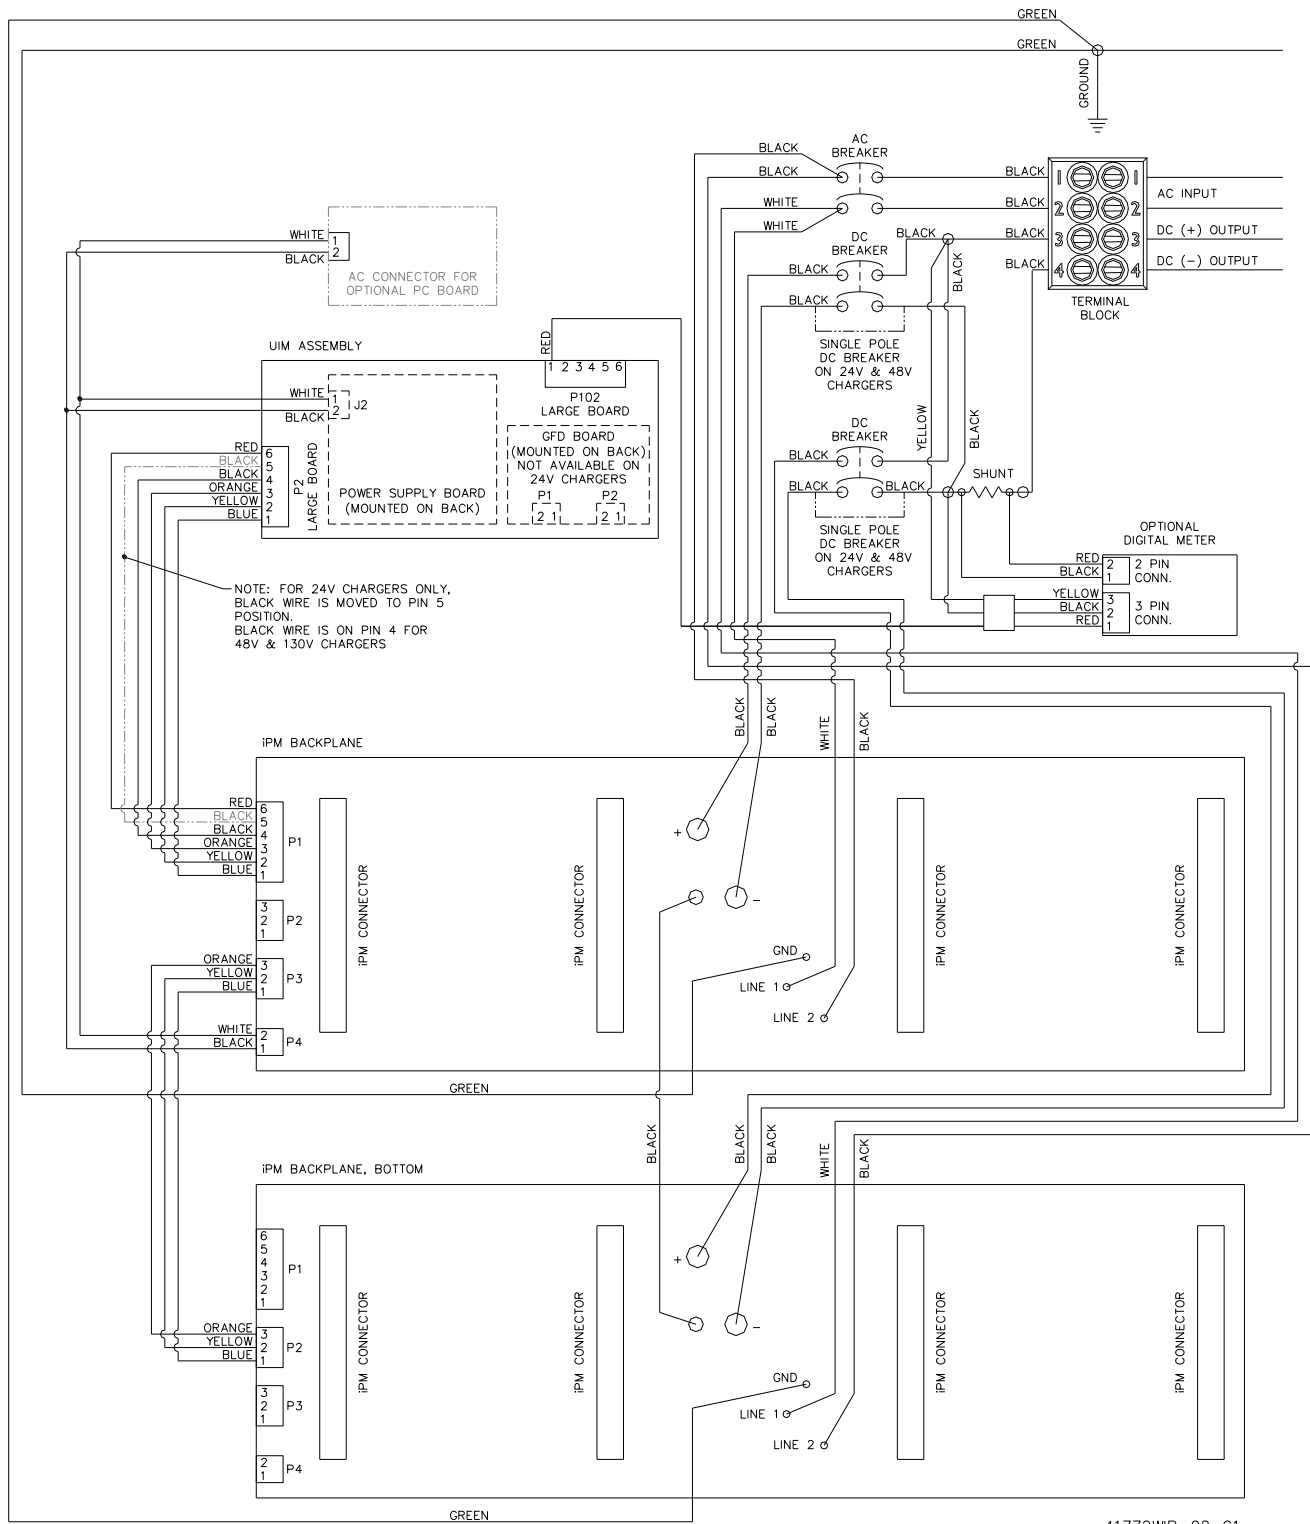 GREEN
GREEN
GROUND
AC
BREAKER
BLACK
BLACK
BLACK
WHITE
BLACK
WHITE
1 1
2 2
3 3
4 4
AC INPUT
DC (+) OUTPUT
DC (-) OUTPUT
TERMINAL
BLOCK
DC
BREAKER
BLACK
BLACK
BLACK
BLACK
BLACK
BLACK
SINGLE POLE
DC BREAKER
ON 24V & 48V
CHARGERS
WHITE
BLACK
1
2
AC CONNECTOR FOR
OPTIONAL PC BOARD
UIM ASSEMBLY
RED
1 2 3 4 5 6
P102
LARGE BOARD
WHITE
BLACK
1
2
J2
POWER SUPPLY BOARD
(MOUNTED ON BACK)
GFD BOARD
(MOUNTED ON BACK)
NOT AVAILABLE ON
24V CHARGERS
P1
2 1
P2
2 1
RED
BLACK
BLACK
ORANGE
YELLOW
BLUE
6
5
4
3
2
1
P2
LARGE BOARD
YELLOW
BLACK
DC
BREAKER
BLACK
BLACK
BLACK
SHUNT
SINGLE POLE
DC BREAKER
ON 24V & 48V
CHARGERS
OPTIONAL
DIGITAL METER
RED
BLACK
2
1
2 PIN
CONN.
YELLOW
BLACK
RED
3
2
1
3 PIN
CONN.
NOTE: FOR 24V CHARGERS ONLY,
BLACK WIRE IS MOVED TO PIN 5
POSITION.
BLACK WIRE IS ON PIN 4 FOR
48V & 130V CHARGERS
BLACK
BLACK
WHITE
BLACK
iPM BACKPLANE
RED
BLACK
BLACK
ORANGE
YELLOW
BLUE
6
5
4
3
2
1
P1
3
2
1
P2
ORANGE
YELLOW
BLUE
3
2
1
P3
WHITE
BLACK
2
1
P4
iPM CONNECTOR
iPM CONNECTOR
+
-
GND
LINE 1
LINE 2
iPM CONNECTOR
iPM CONNECTOR
GREEN
BLACK
BLACK
BLACK
WHITE
BLACK
iPM BACKPLANE, BOTTOM
6
5
4
3
2
1
P1
ORANGE
YELLOW
BLUE
3
2
1
P2
3
2
1
P3
2
1
P4
iPM CONNECTOR
iPM CONNECTOR
+
-
GND
LINE 1
LINE 2
iPM CONNECTOR
iPM CONNECTOR
GREEN